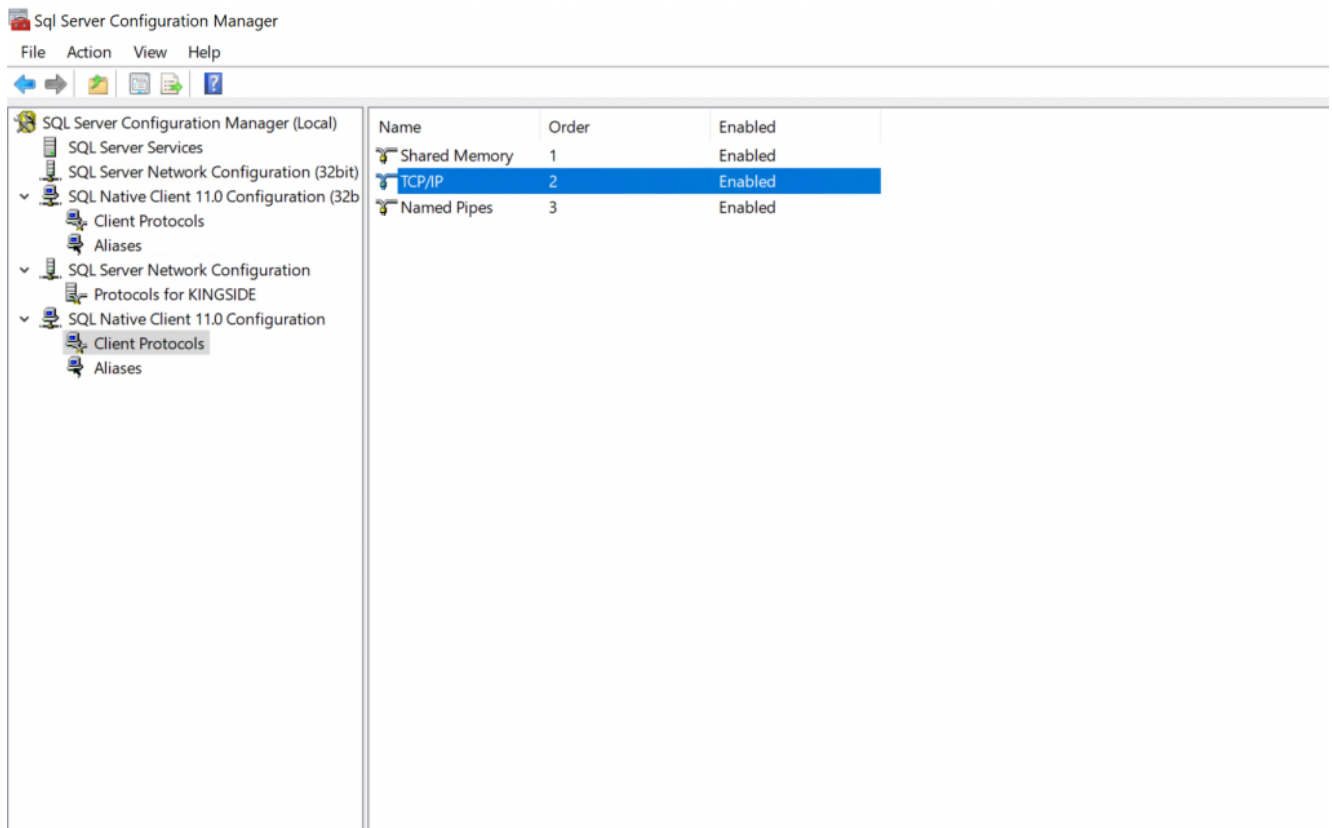 Sql Server Configuration Manager
File Action View Help
SQL Server Configuration Manager (Local)
SQL Server Services
SQL Server Network Configuration (32bit)
SQL Native Client 11.0 Configuration (32b
Client Protocols
Aliases
SQL Server Network Configuration
Protocols for KINGSIDE
SQL Native Client 11.0 Configuration
Client Protocols
Aliases
Name Order Enabled
Shared Memory 1 Enabled
TCP/IP 2 Enabled
Named Pipes 3 Enabled